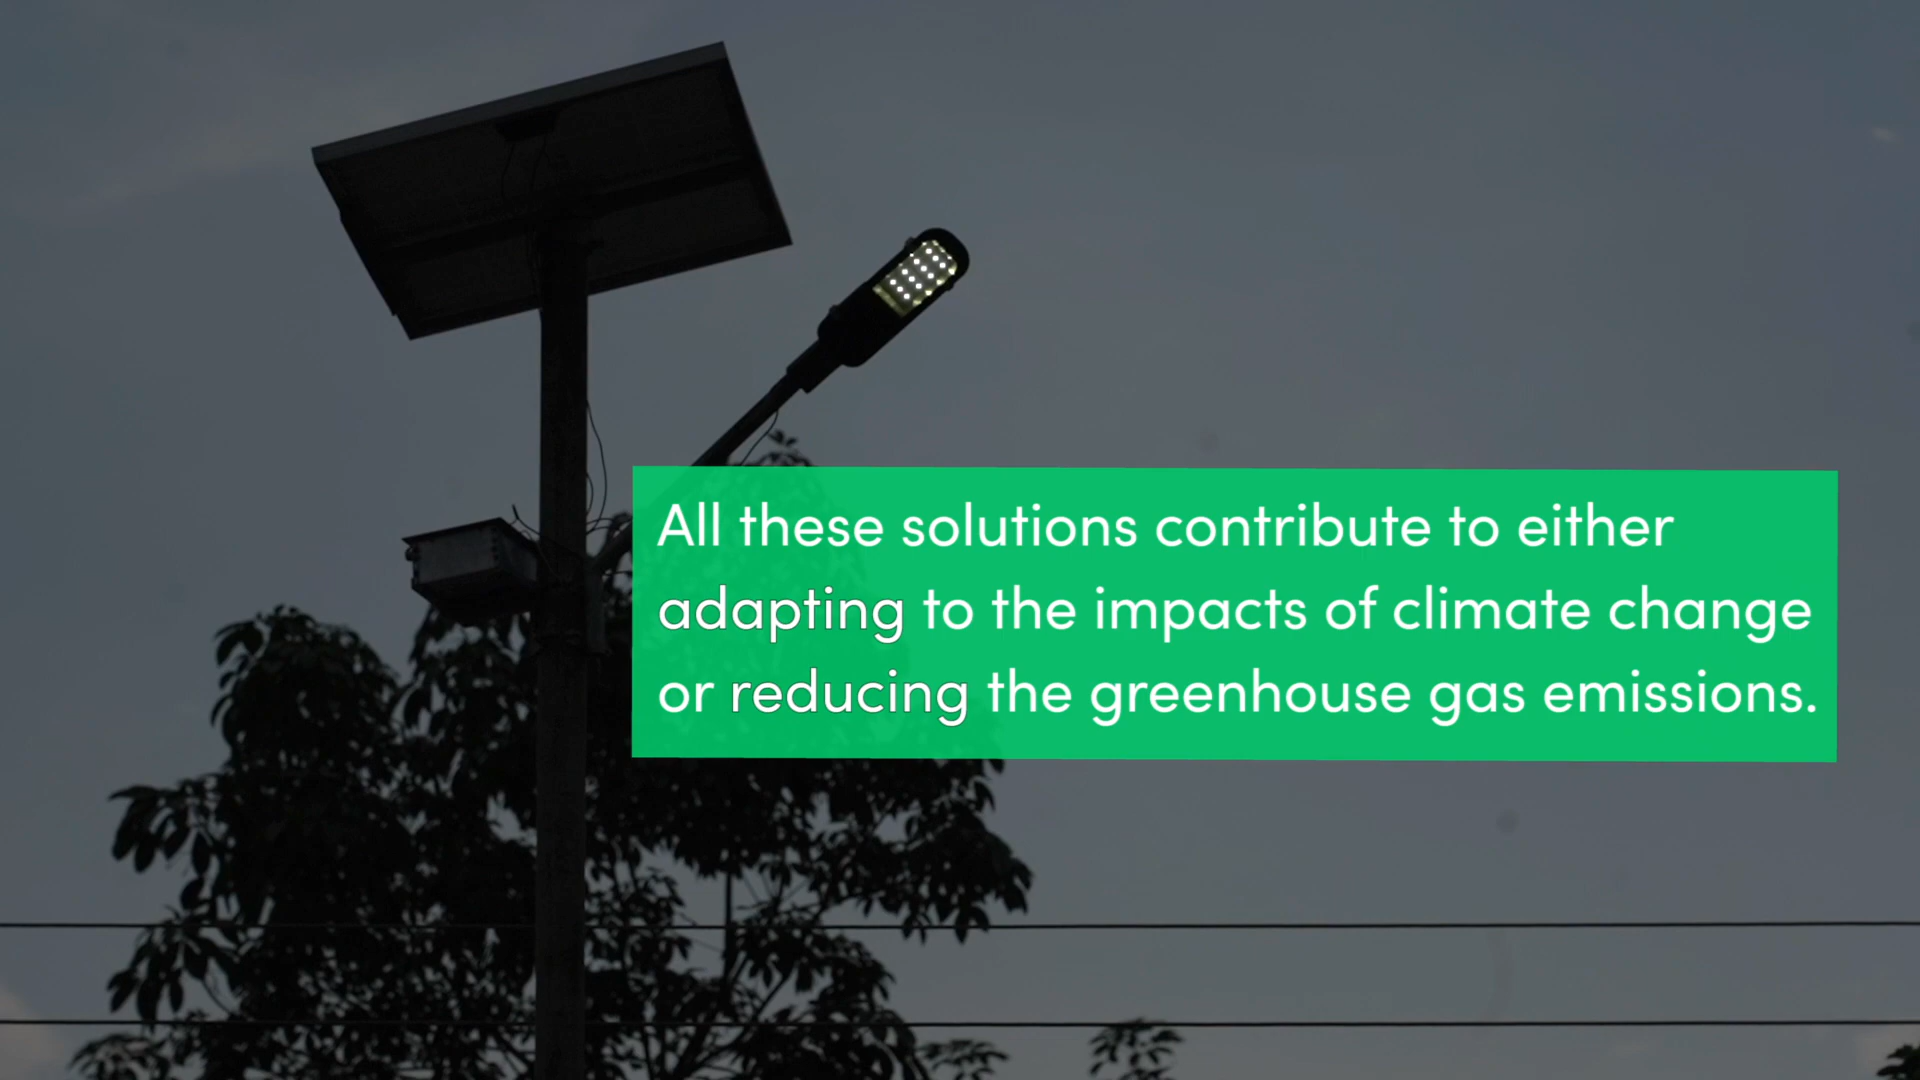 All these solutions contribute to either
adapting to the impacts of climate change
or reducing the greenhouse gas emissions.